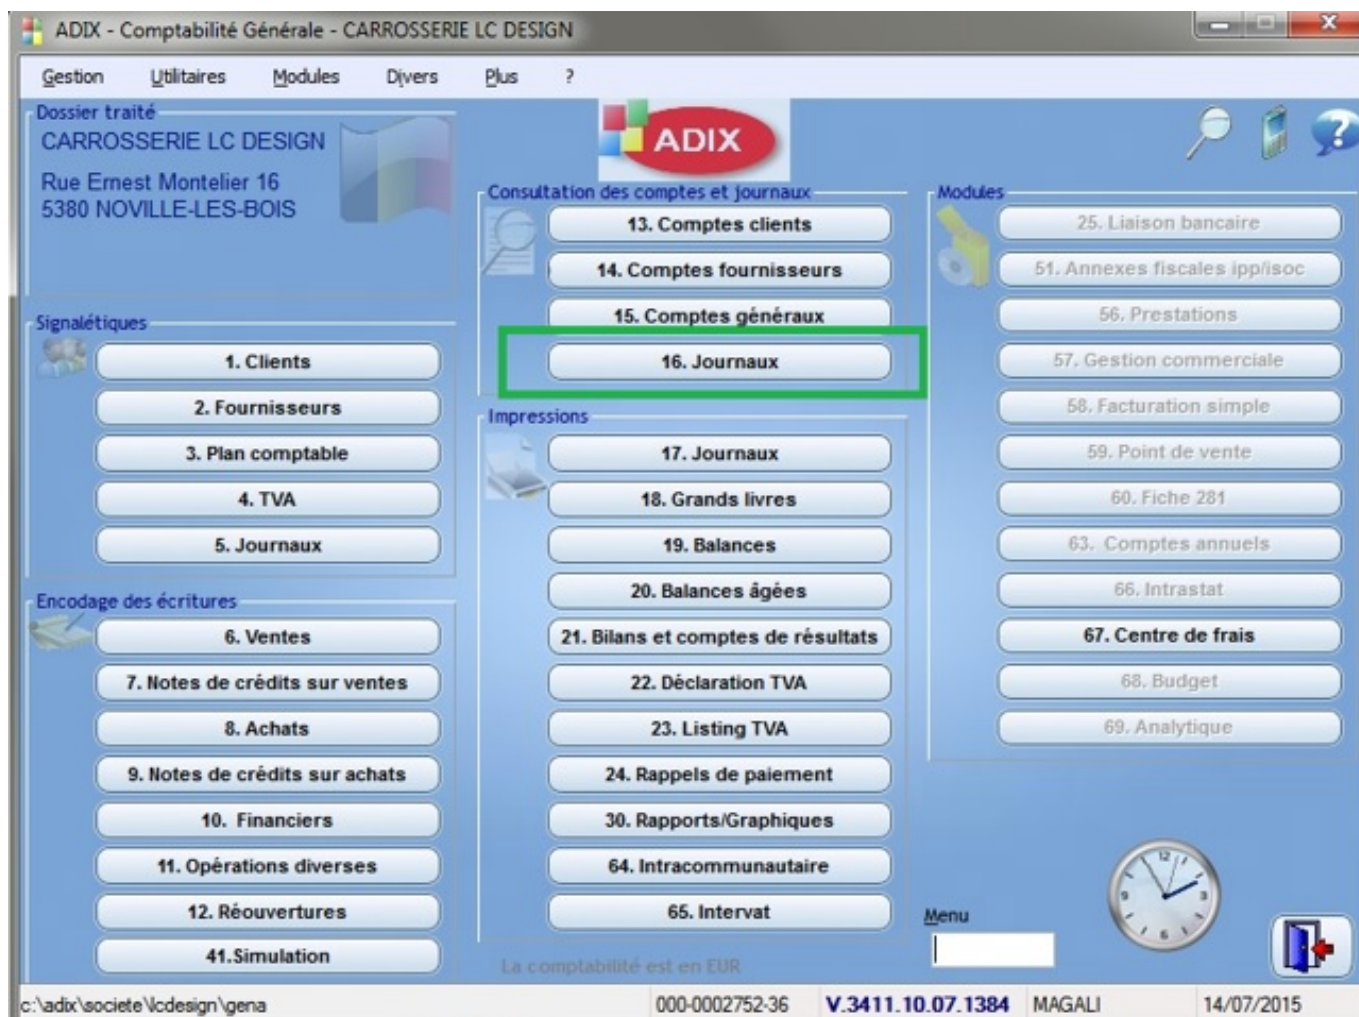 ADIX - Comptabilité Générale - CARROSSERIE LC DESIGN
Gestion Utilitaires Modules Divers Plus ?
Dossier traité
CARROSSERIE LC DESIGN
Rue Ernest Montelier 16
5380 NOVILLE-LES-BOIS
Signalétiques
1. Clients
2. Fournisseurs
3. Plan comptable
4. TVA
5. Journaux
Encodage des écritures
6. Ventes
7. Notes de crédits sur ventes
8. Achats
9. Notes de crédits sur achats
10. Financiers
11. Opérations diverses
12. Réouvertures
41.Simulation
ADIX
Consultation des comptes et journaux
13. Comptes clients
14. Comptes fournisseurs
15. Comptes généraux
16. Journaux
Impressions
17. Journaux
18. Grands livres
19. Balances
20. Balances âgées
21. Bilans et comptes de résultats
22. Déclaration TVA
23. Listing TVA
24. Rappels de paiement
30. Rapports/Graphiques
64. Intracommunautaire
65. Intervat
La comptabilité est en EUR
Modules
25. Liaison bancaire
51. Annexes fiscales ipp/isoc
56. Prestations
57. Gestion commerciale
58. Facturation simple
59. Point de vente
60. Fiche 281
63. Comptes annuels
66. Intrastat
67. Centre de frais
68. Budget
69. Analytique
12
3
6
9
Menu
c:\adix\societe\lcdesign\gena 000-0002752-36 V.3411.10.07.1384 MAGALI 14/07/2015